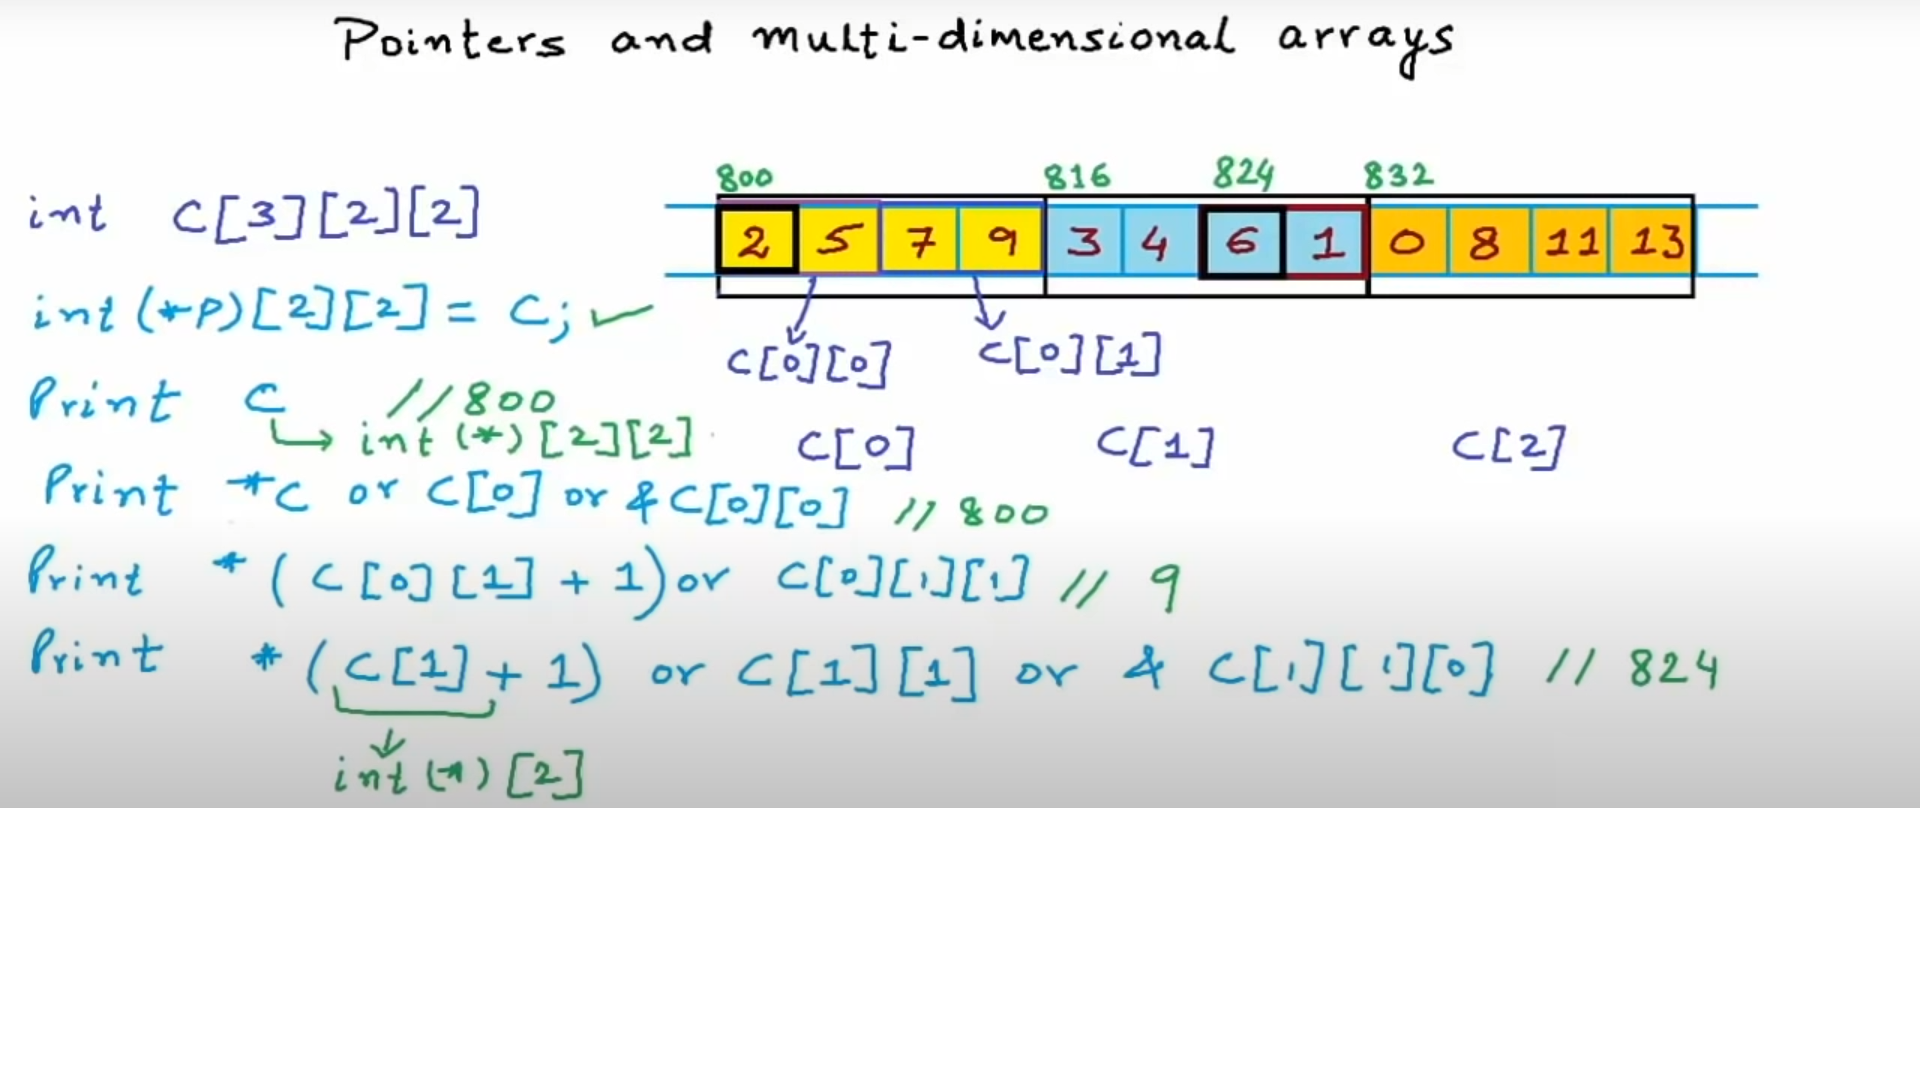 Pointers and multi-dimensional arrays
800 816 824 832
int C[3][2][2]
2 5 7 9 3 4 6 1 0 8 11 13
int (*P)[2][2] = C; ✓
C[0][0] C[0][1]
Print C //800
int (*) [2][2]
C[0] C[1] C[2]
Print *C or C[0] or &C[0][0] // 800
Print *(C[0][1] + 1) or C[0][1][1] // 9
Print *(C[1] + 1) or C[1][1] or & C[1][1][0] // 824
int (*) [2]